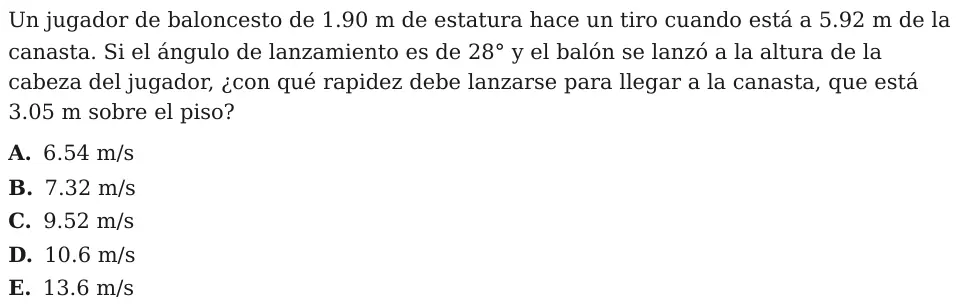 Un jugador de baloncesto de 1.90 m de estatura hace un tiro cuando está a 5.92 m de la
canasta. Si el ángulo de lanzamiento es de 28° y el balón se lanzó a la altura de la
cabeza del jugador, ¿con qué rapidez debe lanzarse para llegar a la canasta, que está
3.05 m sobre el piso?
A. 6.54 m/s
B. 7.32 m/s
C. 9.52 m/s
D. 10.6 m/s
E. 13.6 m/s